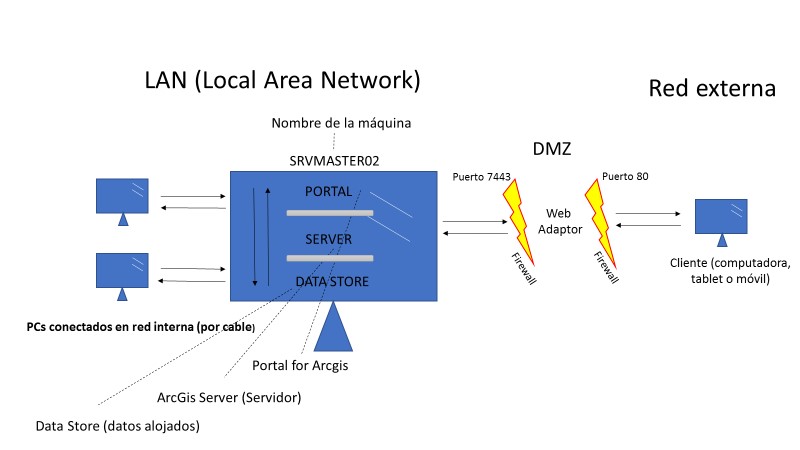 LAN (Local Area Network)
Red externa
Nombre de la máquina
DMZ
SRVMASTER02
Puerto 7443
Puerto 80
PORTAL
SERVER
DATA STORE
Web
Adaptor
Firewall
Firewall
Cliente (computadora,
tablet o móvil)
PCs conectados en red interna (por cable)
Portal for Arcgis
ArcGis Server (Servidor)
Data Store (datos alojados)